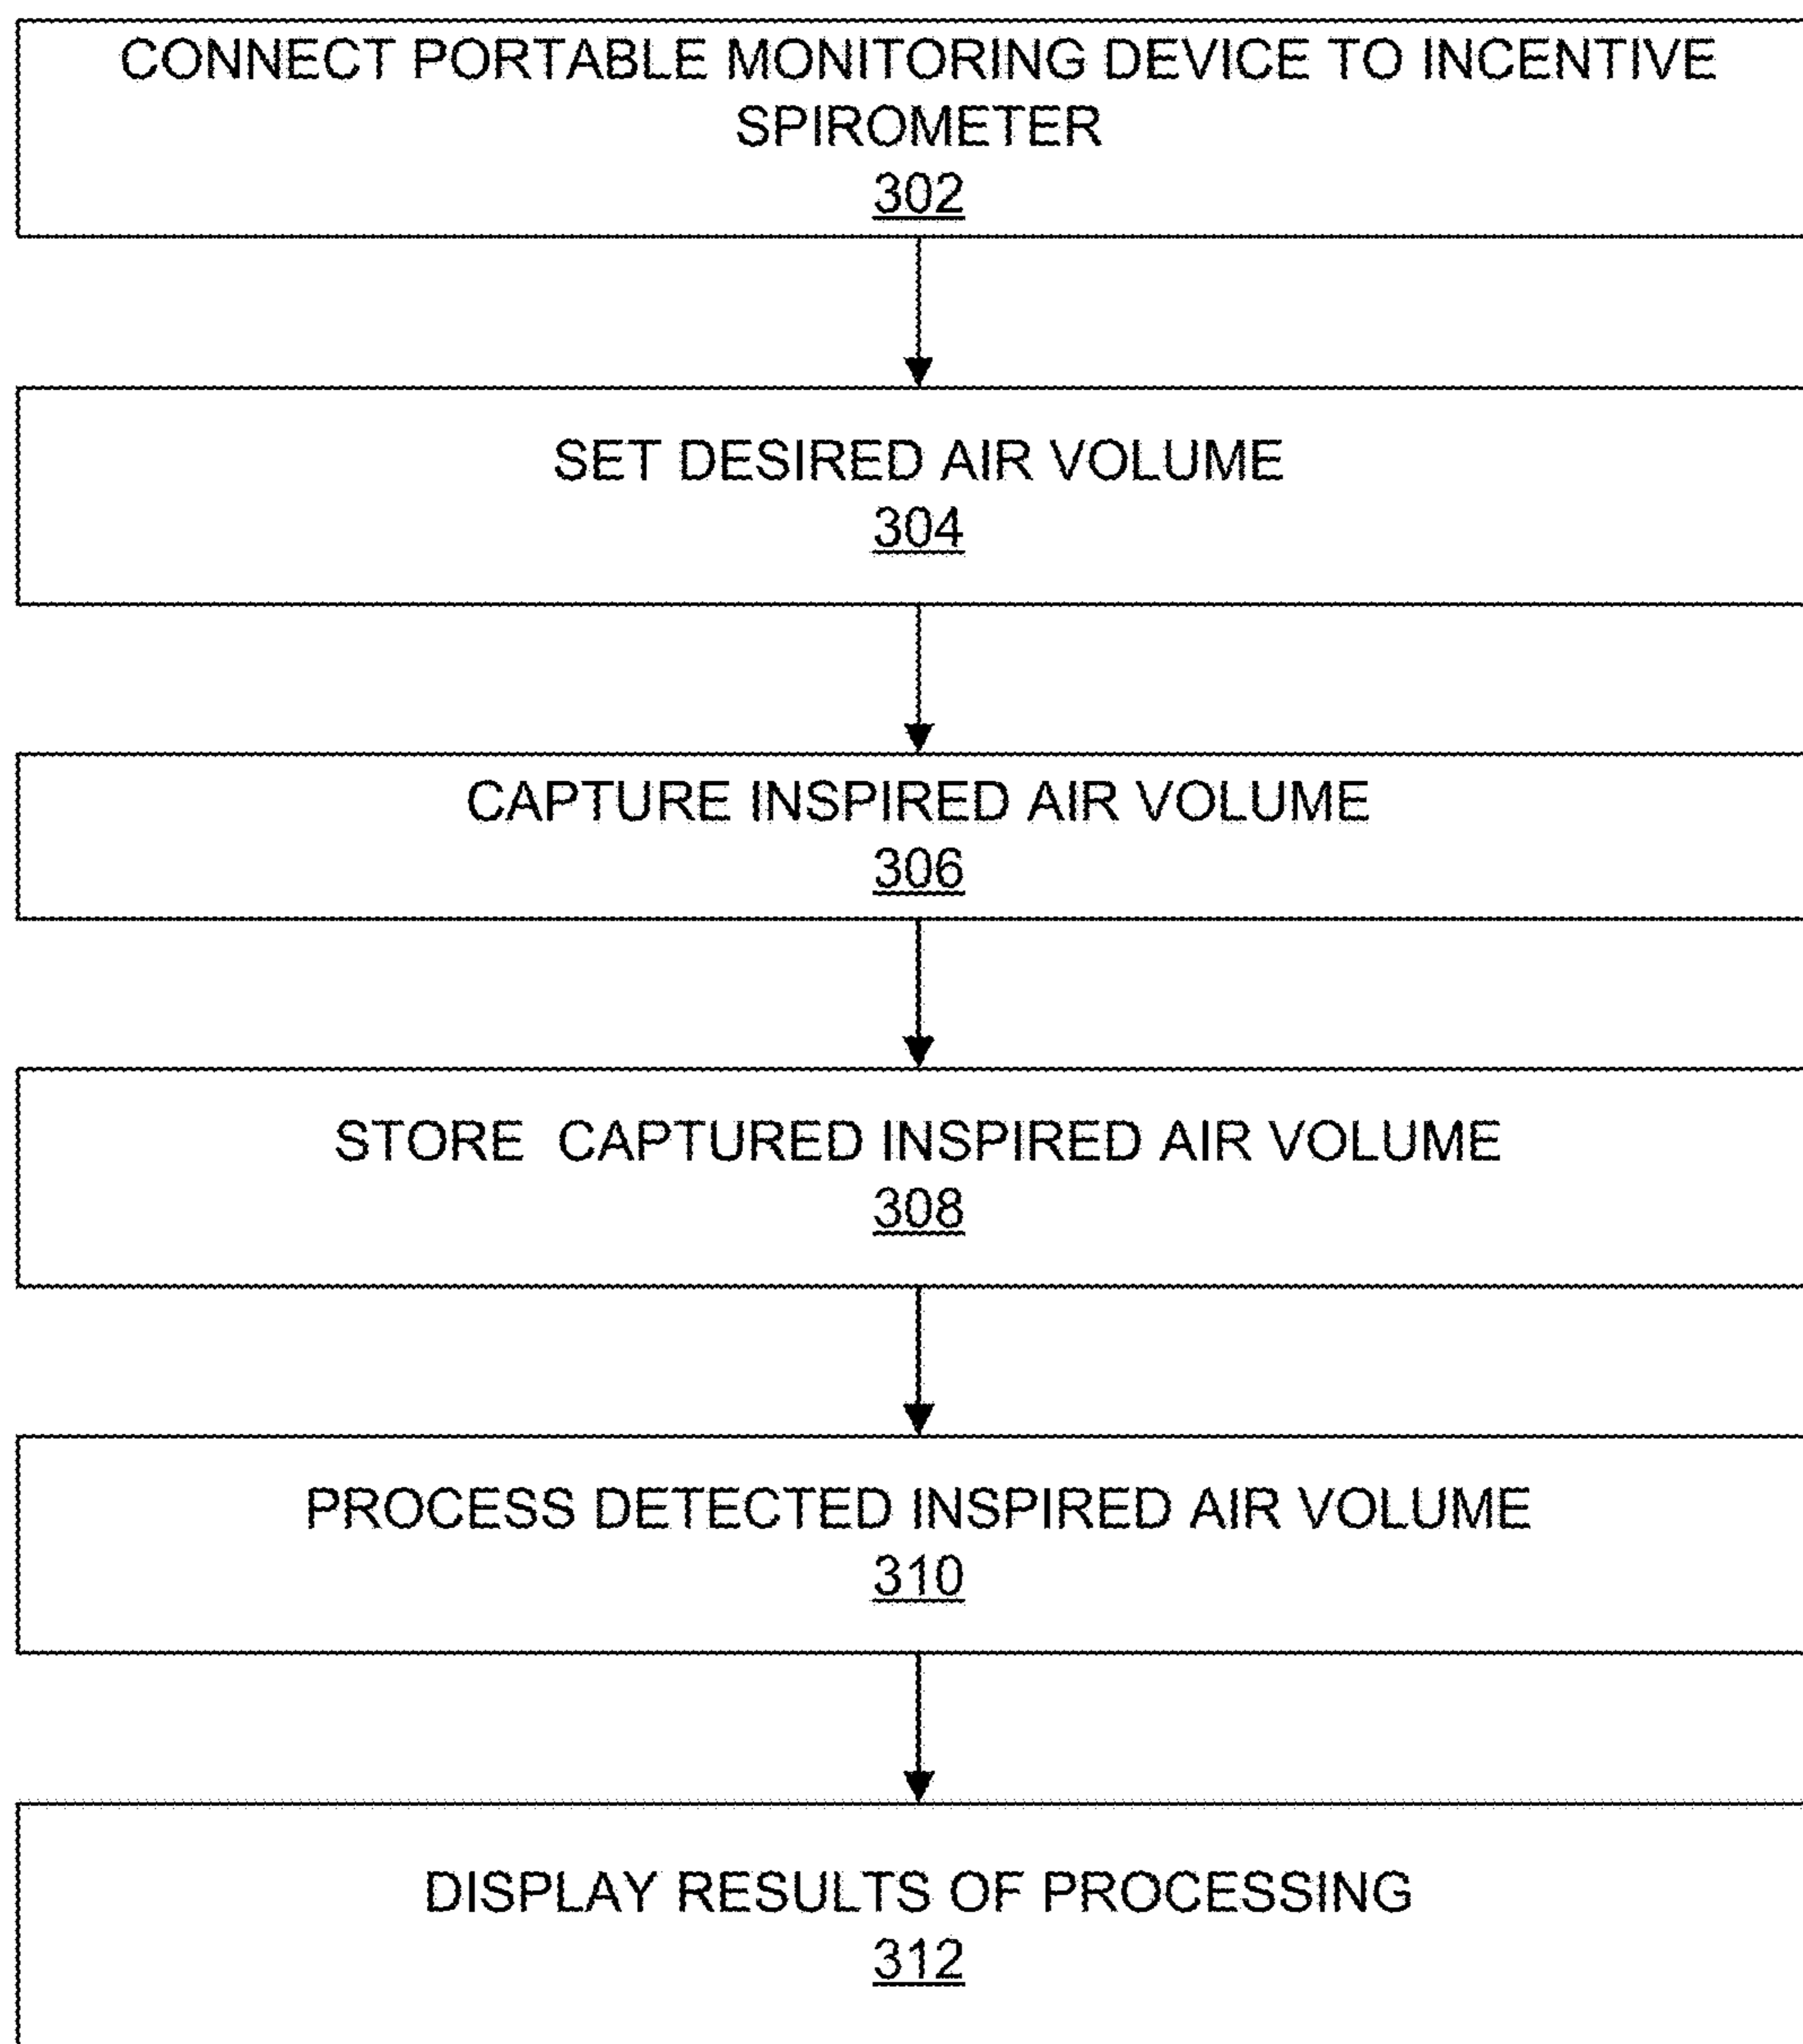 CONNECT PORTABLE MONITORING DEVICE TO INCENTIVE
SPIROMETER
302
SET DESIRED AIR VOLUME
304
CAPTURE INSPIRED AIR VOLUME
306
STORE CAPTURED INSPIRED AIR VOLUME
308
PROCESS DETECTED INSPIRED AIR VOLUME
310
DISPLAY RESULTS OF PROCESSING
312